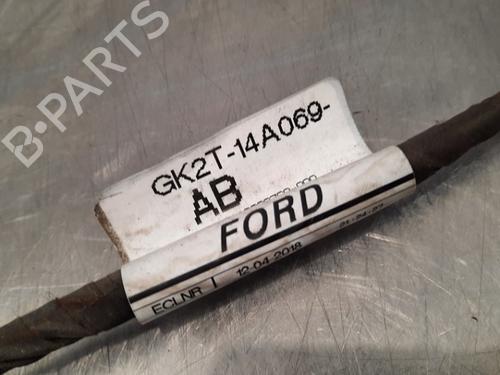 B-PARTS
GK2T-14A069-
AB
FORD
ECLNR
12-04-2018